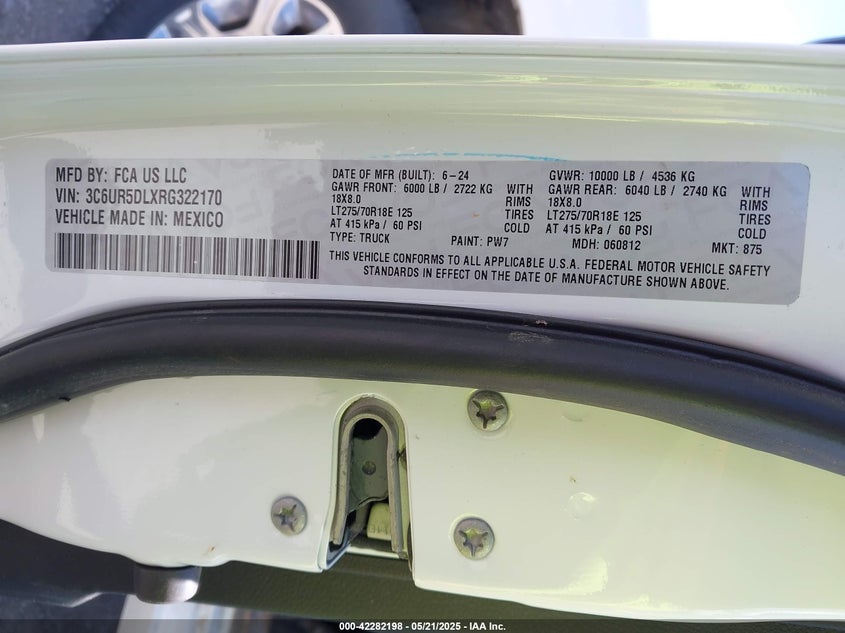 MFD BY: FCA US LLC
VIN: 3C6UR5DLXRG322170
VEHICLE MADE IN: MEXICO
DATE OF MFR (BUILT): 6-24
GAWR FRONT: 6000 LB / 2722 KG WITH
18X8.0 RIMS
LT275/70R18E 125 TIRES
AT 415 kPa / 60 PSI COLD
TYPE: TRUCK PAINT: PW7
GVWR: 10000 LB / 4536 KG
GAWR REAR: 6040 LB / 2740 KG WITH
18X8.0 RIMS
LT275/70R18E 125 TIRES
AT 415 kPa / 60 PSI COLD
MDH: 060812 MKT: 875
THIS VEHICLE CONFORMS TO ALL APPLICABLE U.S.A. FEDERAL MOTOR VEHICLE SAFETY
STANDARDS IN EFFECT ON THE DATE OF MANUFACTURE SHOWN ABOVE.
000-42282198 - 05/21/2025 - IAA Inc.